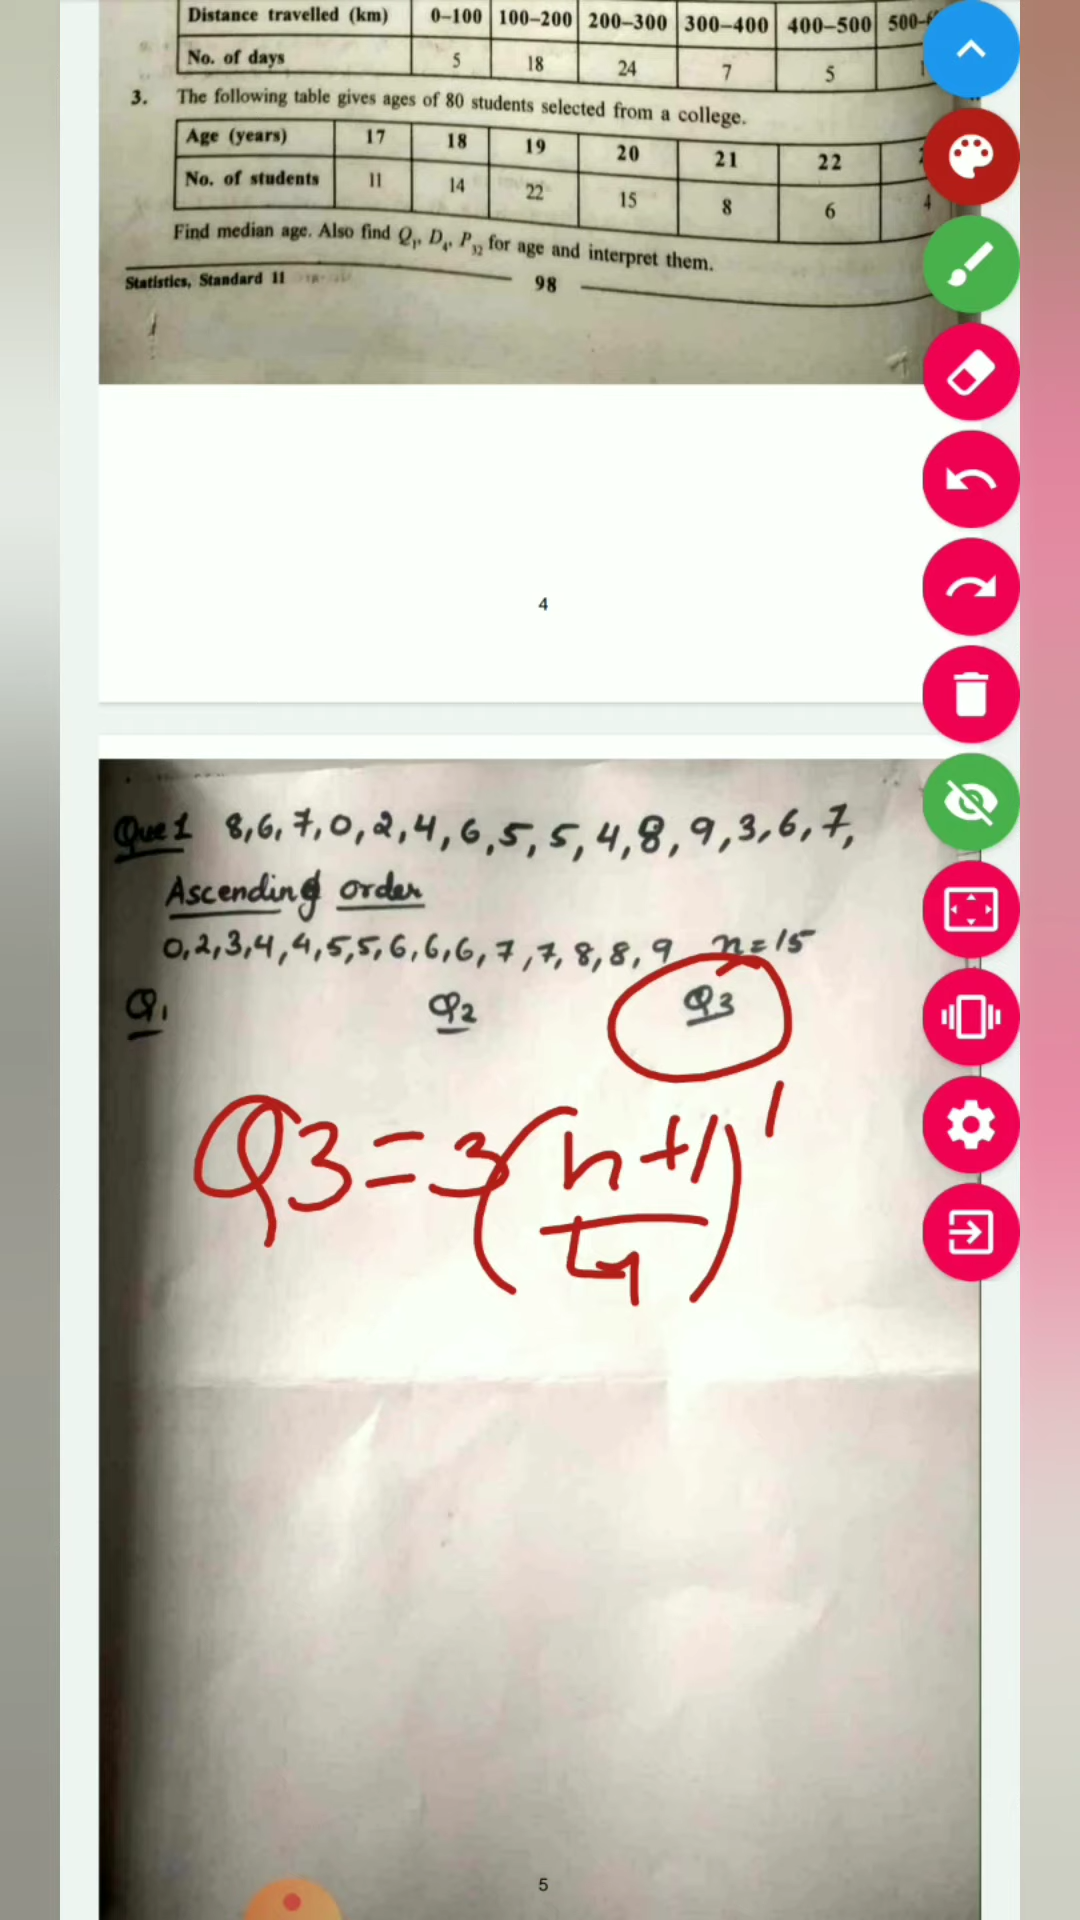 Distance travelled (km) 0–100 100–200 200–300 300–400 400–500 500–
No. of days 5 18 24 7 5 1
3. The following table gives ages of 80 students selected from a college.
Age (years) 17 18 19 20 21 22 2
No. of students 11 14 22 15 8 6 4
Find median age. Also find Q₁, D₄, P₃₂ for age and interpret them.
Statistics, Standard 11 98
4
Que 1 8,6,7,0,2,4,6,5,5,4,8,9,3,6,7,
Ascending order
0,2,3,4,4,5,5,6,6,6,7,7,8,8,9 n=15
Q1 Q2 Q3
Q3=3(n+1/4)
5